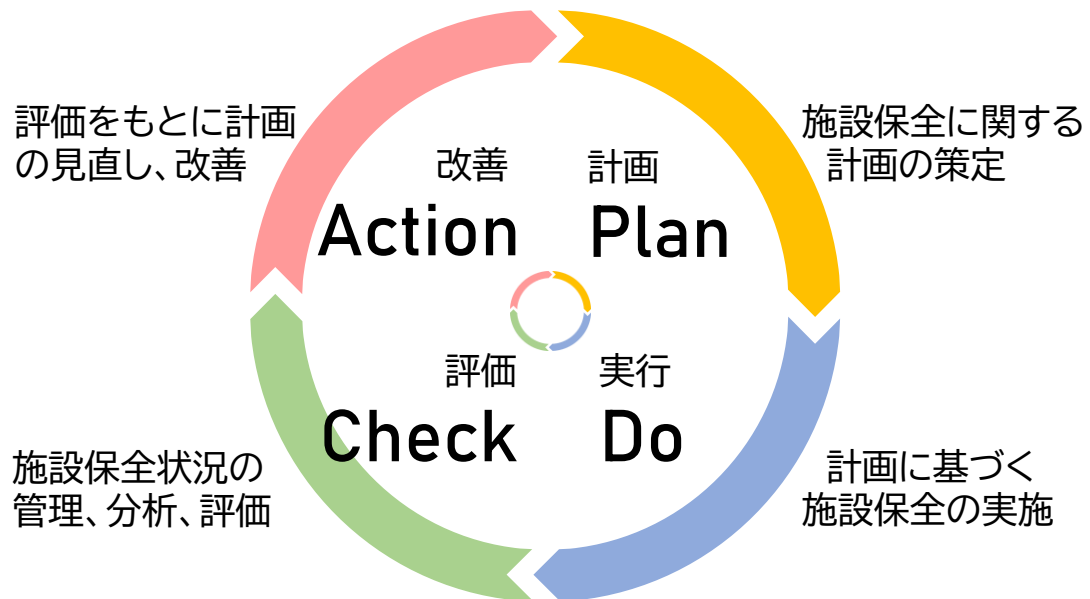 評価をもとに計画
の見直し、改善
改善
Action
計画
Plan
施設保全に関する
計画の策定
施設保全状況の
管理、分析、評価
評価
Check
実行
Do
計画に基づく
施設保全の実施